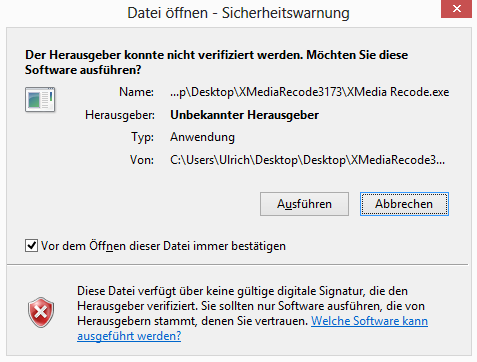 Datei öffnen - Sicherheitswarnung
Der Herausgeber konnte nicht verifiziert werden. Möchten Sie diese
Software ausführen?
Name: ...p\Desktop\XMediaRecode3173\XMedia Recode.exe
Herausgeber: Unbekannter Herausgeber
Typ: Anwendung
Von: C:\Users\Ulrich\Desktop\Desktop\XMediaRecode3...
Ausführen Abbrechen
Vor dem Öffnen dieser Datei immer bestätigen
Diese Datei verfügt über keine gültige digitale Signatur, die den
Herausgeber verifiziert. Sie sollten nur Software ausführen, die von
Herausgebern stammt, denen Sie vertrauen. Welche Software kann
ausgeführt werden?